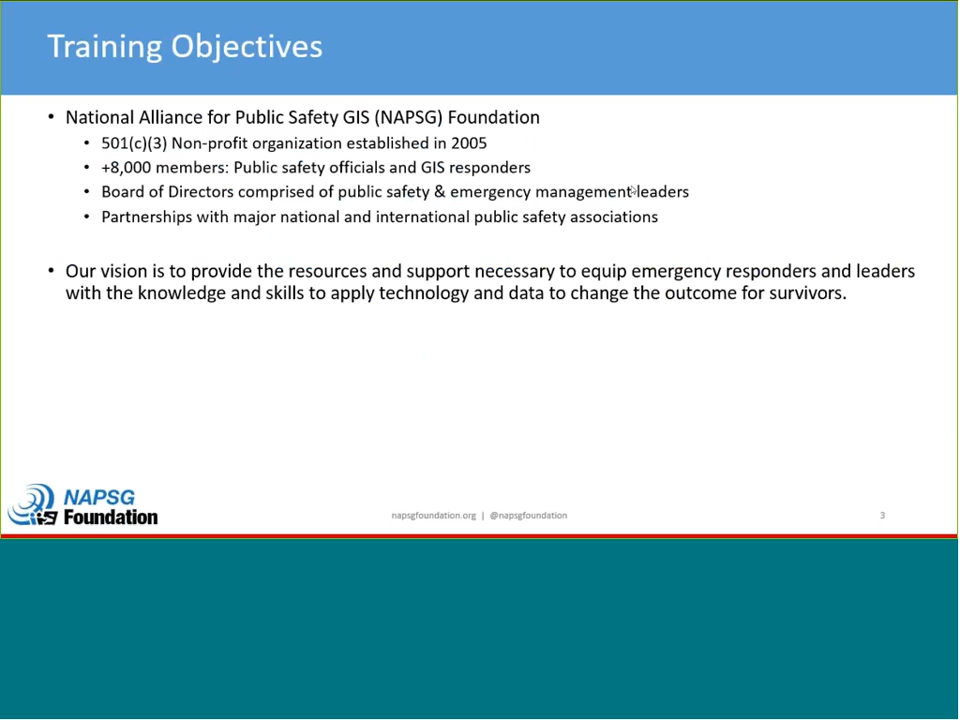 Training Objectives
• National Alliance for Public Safety GIS (NAPSG) Foundation
• 501(c)(3) Non-profit organization established in 2005
• +8,000 members: Public safety officials and GIS responders
• Board of Directors comprised of public safety & emergency management leaders
• Partnerships with major national and international public safety associations
• Our vision is to provide the resources and support necessary to equip emergency responders and leaders
with the knowledge and skills to apply technology and data to change the outcome for survivors.
NAPSG
Foundation
napsgfoundation.org | @napsgfoundation
3